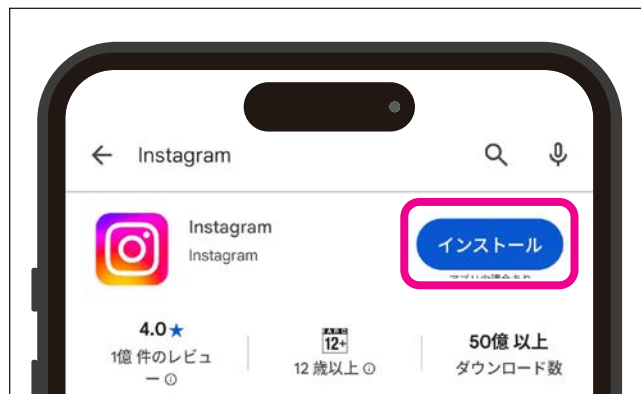 Instagram
Instagram
Instagram
インストール
4.0★
1億 件のレビュ
ー
12+
12 歳以上
50億 以上
ダウンロード数